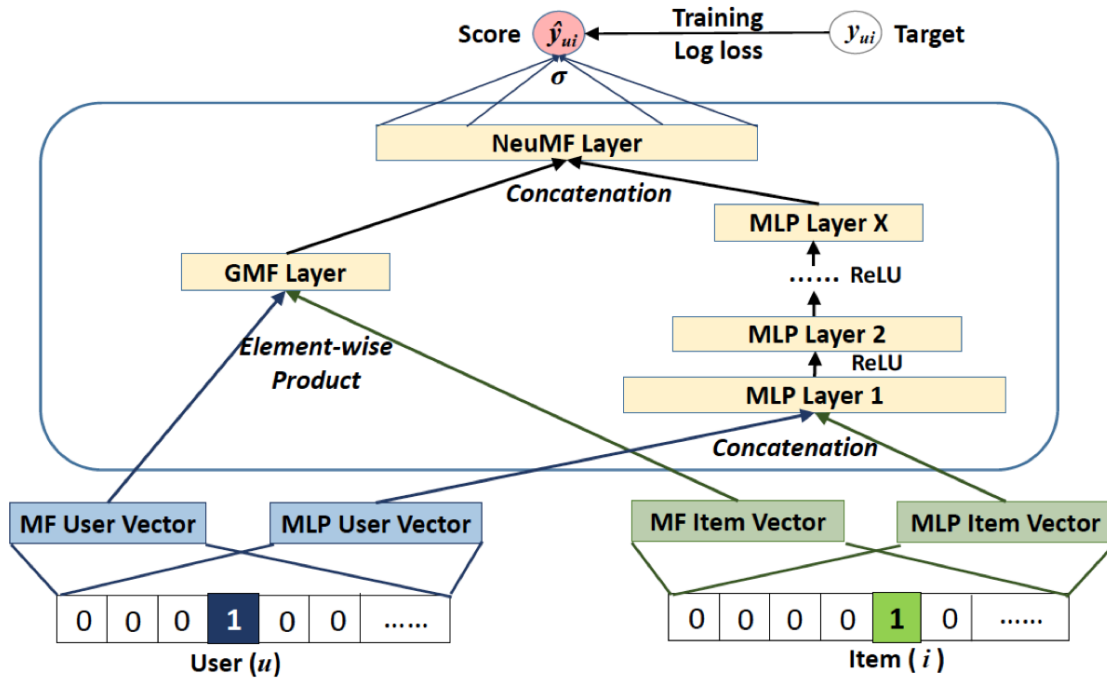 Score ŷui Training yui Target
Log loss
σ
NeuMF Layer
Concatenation
MLP Layer X
GMF Layer
...... ReLU
Element-wise
Product
MLP Layer 2
ReLU
MLP Layer 1
Concatenation
MF User Vector MLP User Vector MF Item Vector MLP Item Vector
0 0 0 1 0 0 ...... 0 0 0 0 1 0 ......
User (u) Item ( i )